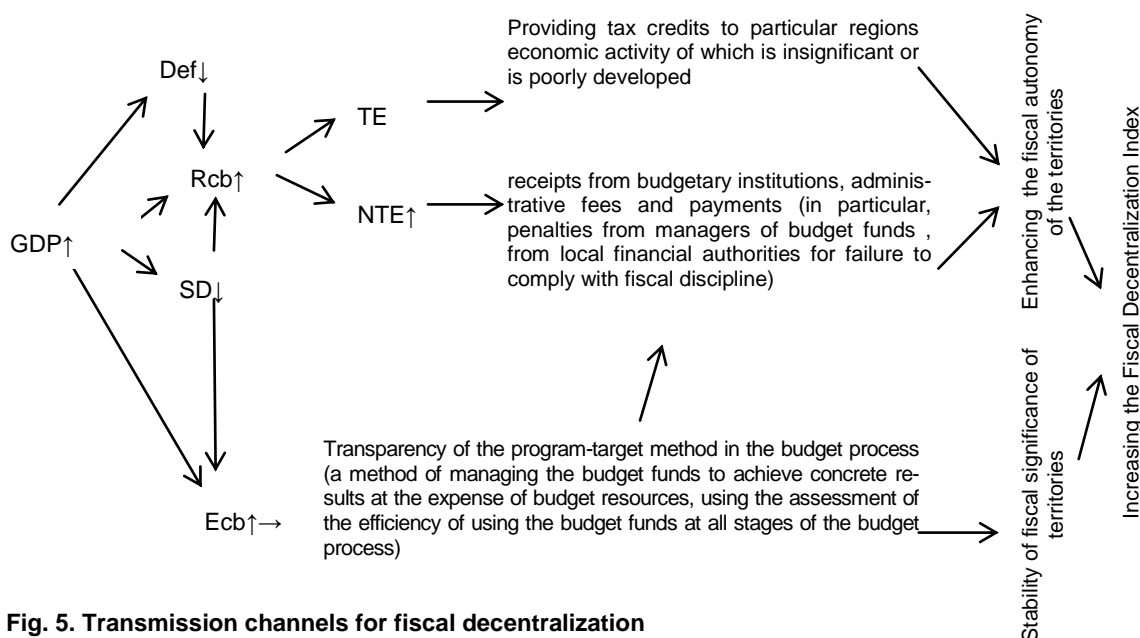 Providing tax credits to particular regions
economic activity of which is insignificant or
is poorly developed
Def↓
TE
Rcb↑
NTE↑
receipts from budgetary institutions, adminis-
trative fees and payments (in particular,
penalties from managers of budget funds ,
from local financial authorities for failure to
comply with fiscal discipline)
GDP↑
SD↓
Ecb↑→
Transparency of the program-target method in the budget process
(a method of managing the budget funds to achieve concrete re-
sults at the expense of budget resources, using the assessment of
the efficiency of using the budget funds at all stages of the budget
process)
Enhancing the fiscal autonomy
of the territories
Stability of fiscal significance of
territories
Increasing the Fiscal Decentralization Index
Fig. 5. Transmission channels for fiscal decentralization